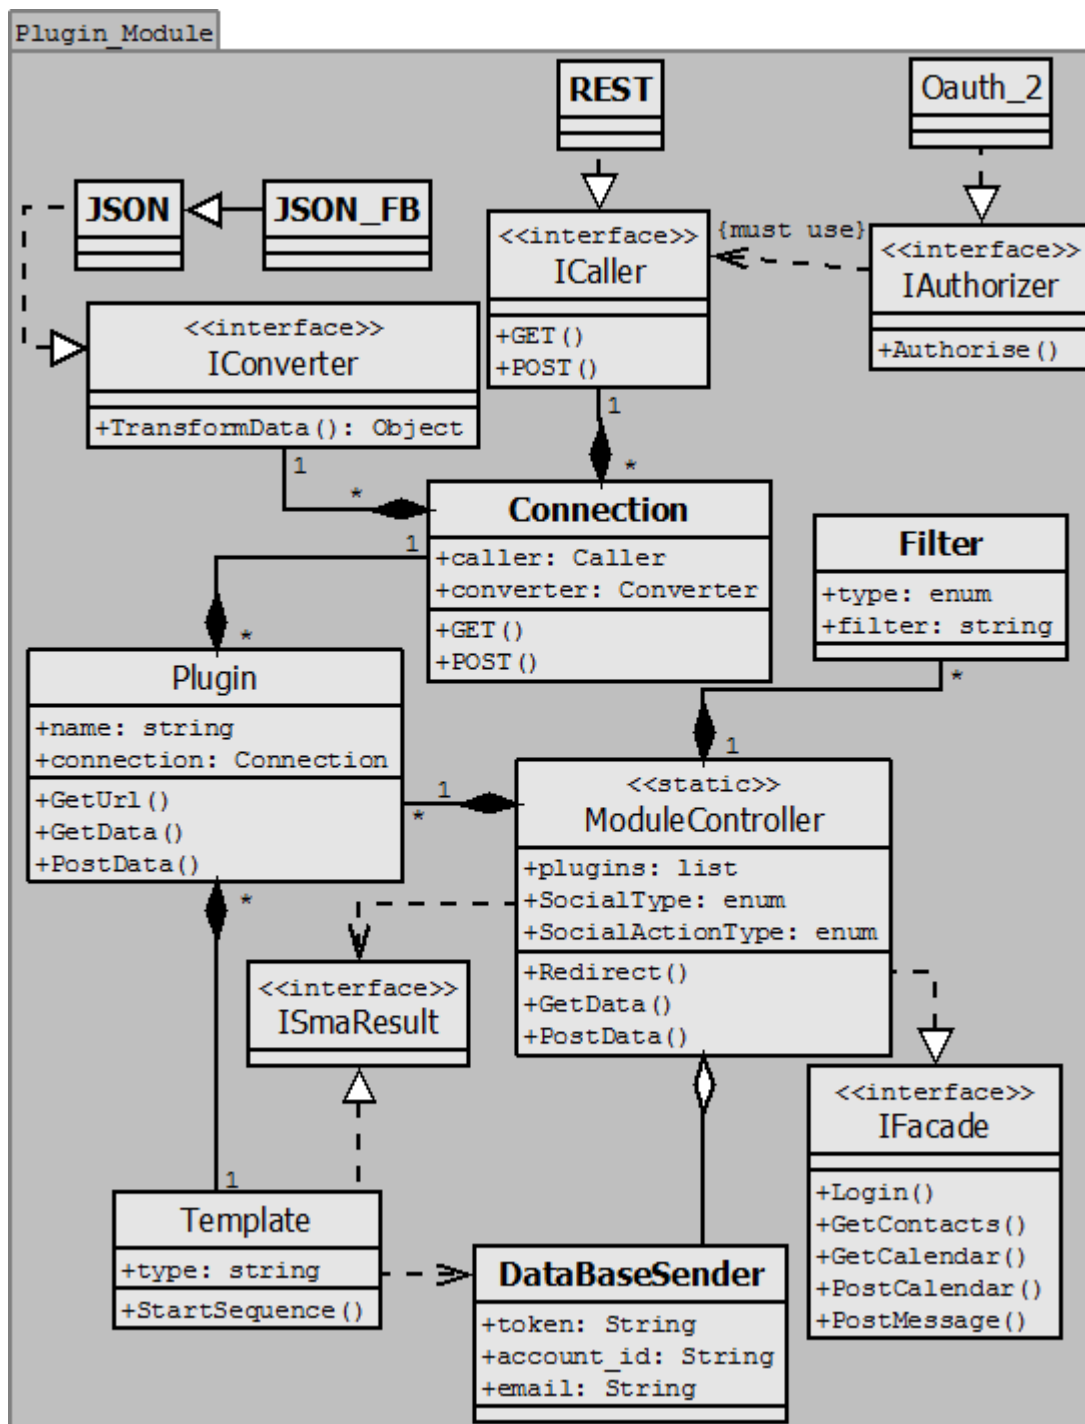 Plugin_Module
REST
Oauth_2
JSON
JSON_FB
<<interface>>
ICaller
+GET()
+POST()
{must use}
<<interface>>
IAuthorizer
+Authorise()
<<interface>>
IConverter
+TransformData(): Object
1
*
1
*
Connection
+caller: Caller
+converter: Converter
+GET()
+POST()
1
*
Filter
+type: enum
+filter: string
*
1
Plugin
+name: string
+connection: Connection
+GetUrl()
+GetData()
+PostData()
1
*
*
<<static>>
ModuleController
+plugins: list
+SocialType: enum
+SocialActionType: enum
+Redirect()
+GetData()
+PostData()
<<interface>>
ISmaResult
<<interface>>
IFacade
+Login()
+GetContacts()
+GetCalendar()
+PostCalendar()
+PostMessage()
1
Template
+type: string
+StartSequence()
DataBaseSender
+token: String
+account_id: String
+email: String